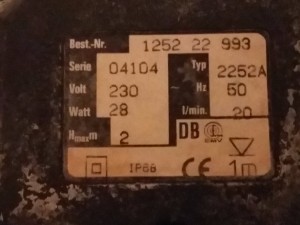 Best.-Nr. 1252 22 993
Serie 04104 Typ 2252A
Volt 230 Hz 50
Watt 28 l/min. 20
Hmax m 2 DB
IP66 CE 1m